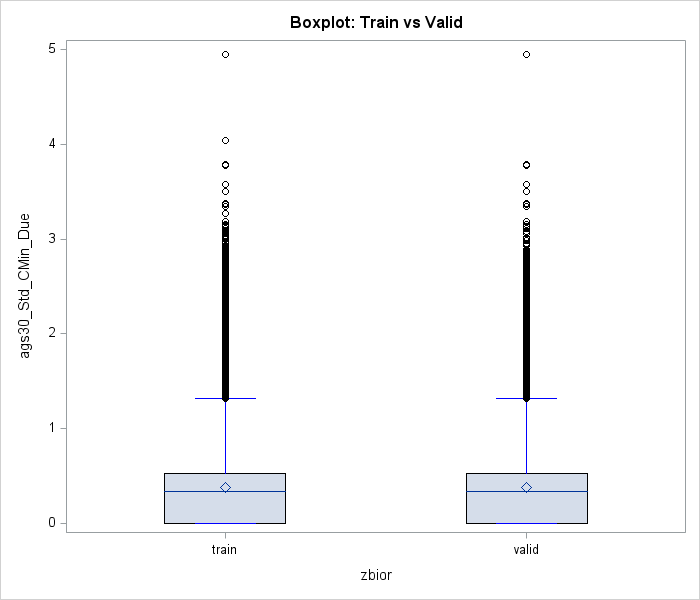 Boxplot: Train vs Valid
5
4
3
2
1
0
ags30_Std_CMin_Due
train
valid
zbior